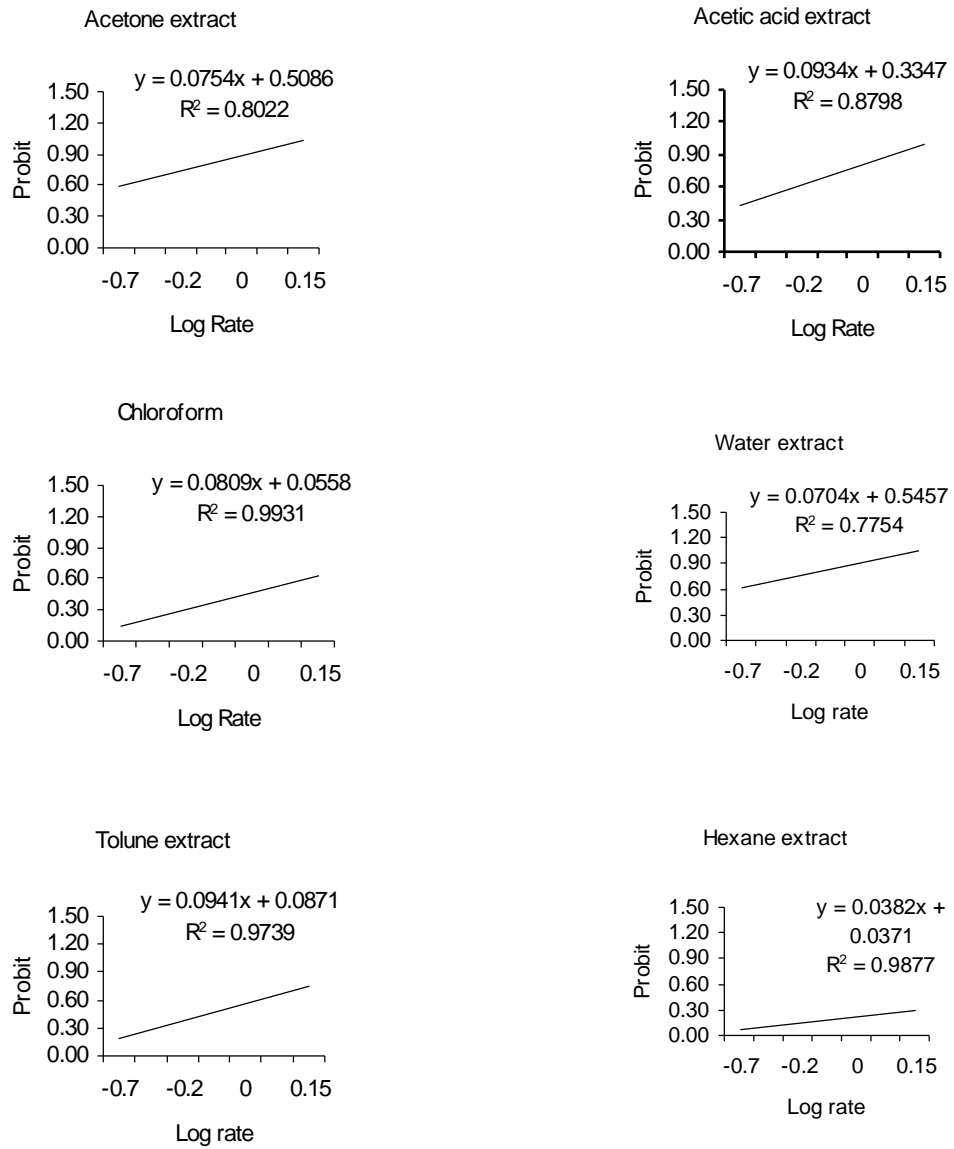 Acetone extract
y = 0.0754x + 0.5086
R² = 0.8022
1.50
1.20
0.90
0.60
0.30
0.00
Probit
-0.7 -0.2 0 0.15
Log Rate
Acetic acid extract
y = 0.0934x + 0.3347
R² = 0.8798
1.50
1.20
0.90
0.60
0.30
0.00
Probit
-0.7 -0.2 0 0.15
Log Rate
Chloroform
y = 0.0809x + 0.0558
R² = 0.9931
1.50
1.20
0.90
0.60
0.30
0.00
Probit
-0.7 -0.2 0 0.15
Log Rate
Water extract
y = 0.0704x + 0.5457
R² = 0.7754
1.50
1.20
0.90
0.60
0.30
0.00
Probit
-0.7 -0.2 0 0.15
Log rate
Tolune extract
y = 0.0941x + 0.0871
R² = 0.9739
1.50
1.20
0.90
0.60
0.30
0.00
Probit
-0.7 -0.2 0 0.15
Log rate
Hexane extract
y = 0.0382x +
0.0371
R² = 0.9877
1.50
1.20
0.90
0.60
0.30
0.00
Probit
-0.7 -0.2 0 0.15
Log rate